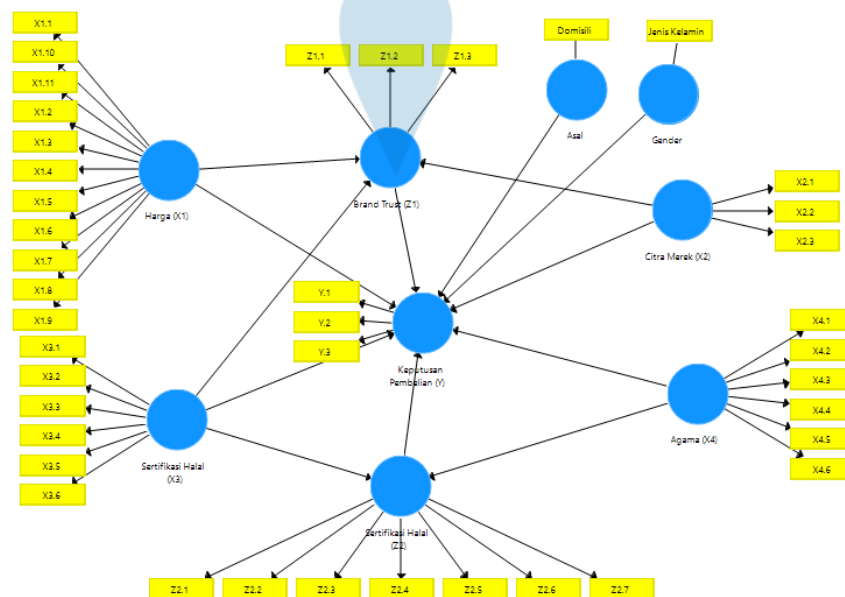 X1.1
X1.10
X1.11
X1.2
X1.3
X1.4
X1.5
X1.6
X1.7
X1.8
X1.9
Harga (X1)
Z1.1
Z1.2
Z1.3
Brand Trust (Z1)
Domisili
Asal
Jenis Kelamin
Gender
X2.1
X2.2
X2.3
Citra Merek (X2)
Y.1
Y.2
Y.3
Keputusan
Pembelian (Y)
X3.1
X3.2
X3.3
X3.4
X3.5
X3.6
Sertifikasi Halal
(X3)
X4.1
X4.2
X4.3
X4.4
X4.5
X4.6
Agama (X4)
Sertifikasi Halal
(Z2)
Z2.1
Z2.2
Z2.3
Z2.4
Z2.5
Z2.6
Z2.7